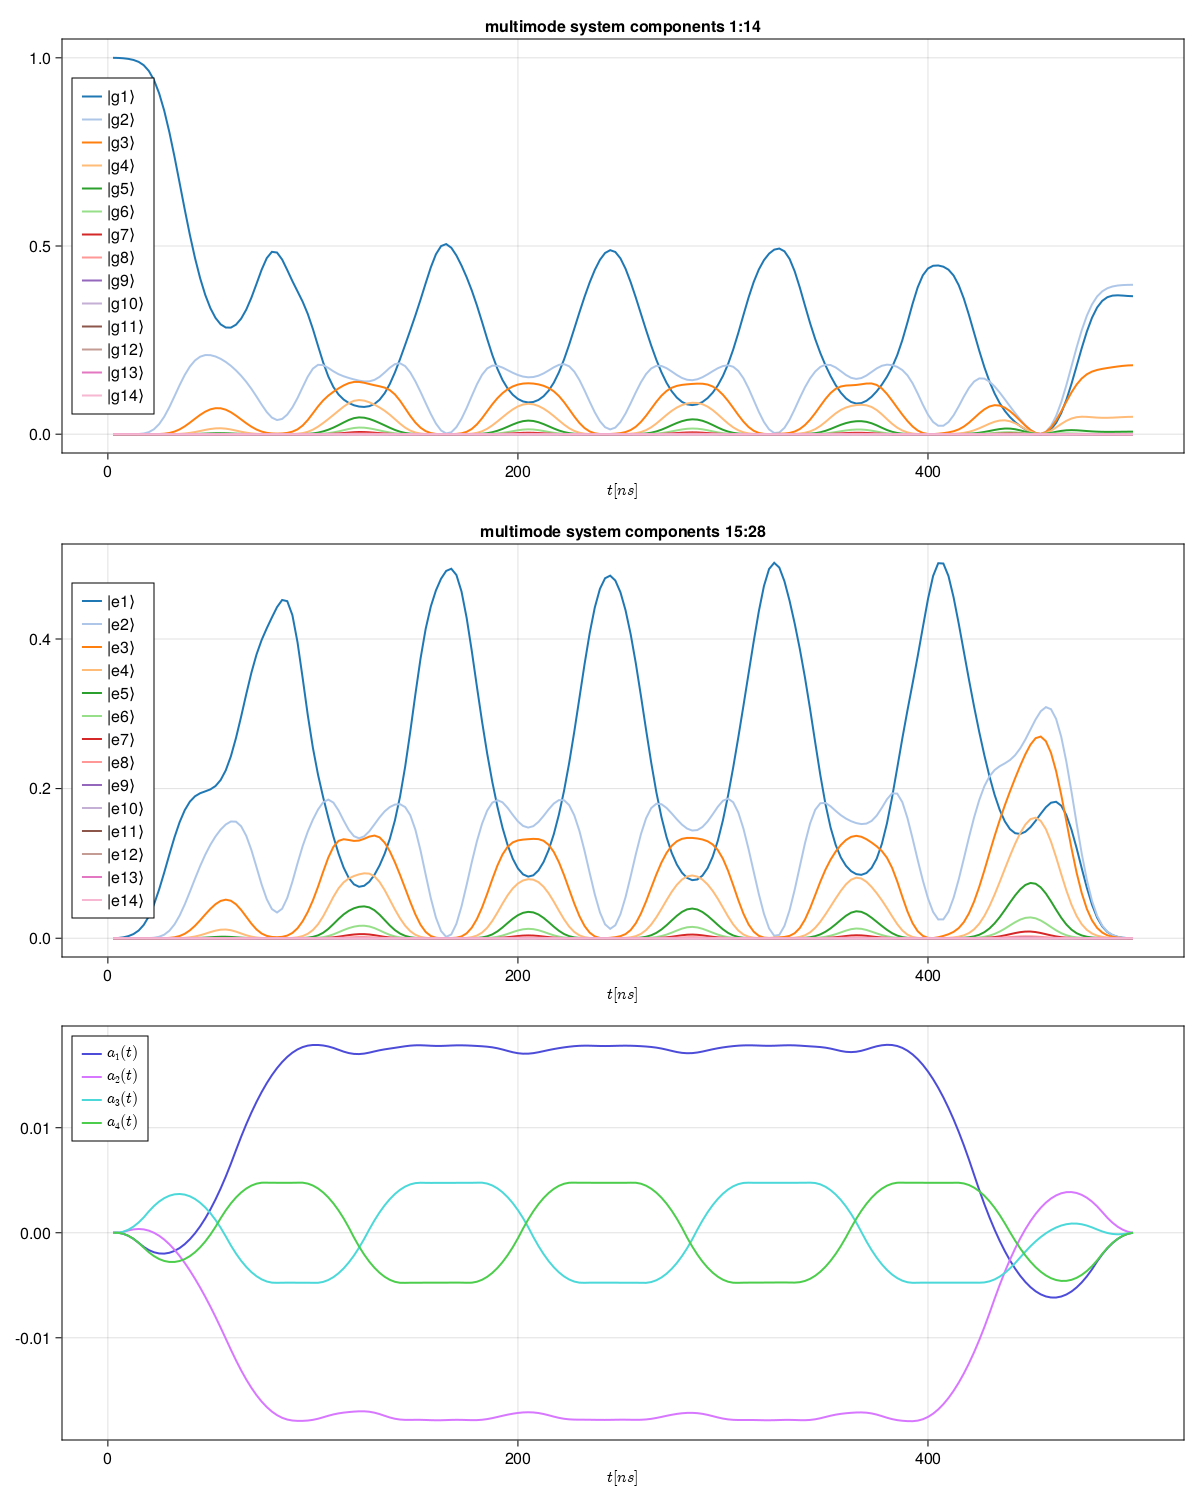 multimode system components 1:14
1.0
0.5
0.0
|g1⟩
|g2⟩
|g3⟩
|g4⟩
|g5⟩
|g6⟩
|g7⟩
|g8⟩
|g9⟩
|g10⟩
|g11⟩
|g12⟩
|g13⟩
|g14⟩
0 200 400
t[ns]
multimode system components 15:28
0.4
0.2
0.0
|e1⟩
|e2⟩
|e3⟩
|e4⟩
|e5⟩
|e6⟩
|e7⟩
|e8⟩
|e9⟩
|e10⟩
|e11⟩
|e12⟩
|e13⟩
|e14⟩
0 200 400
t[ns]
a₁(t)
a₂(t)
a₃(t)
a₄(t)
0.01
0.00
-0.01
0 200 400
t[ns]